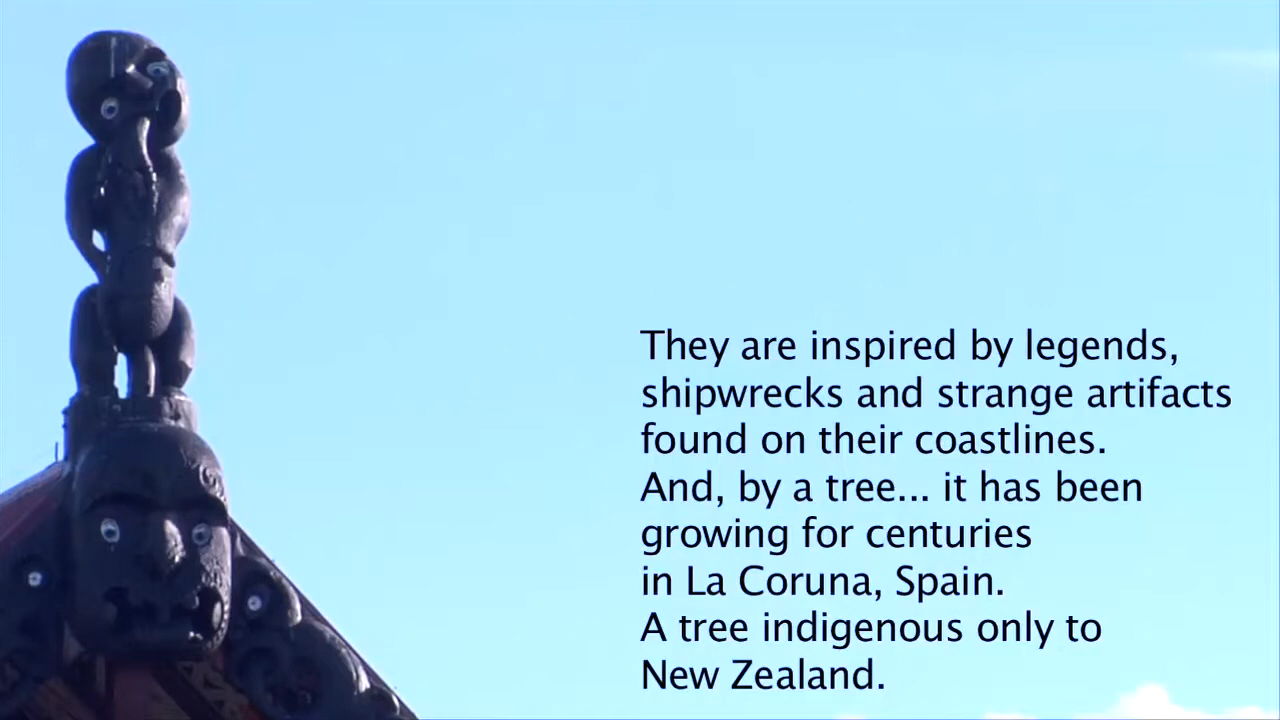 They are inspired by legends,
shipwrecks and strange artifacts
found on their coastlines.
And, by a tree... it has been
growing for centuries
in La Coruna, Spain.
A tree indigenous only to
New Zealand.